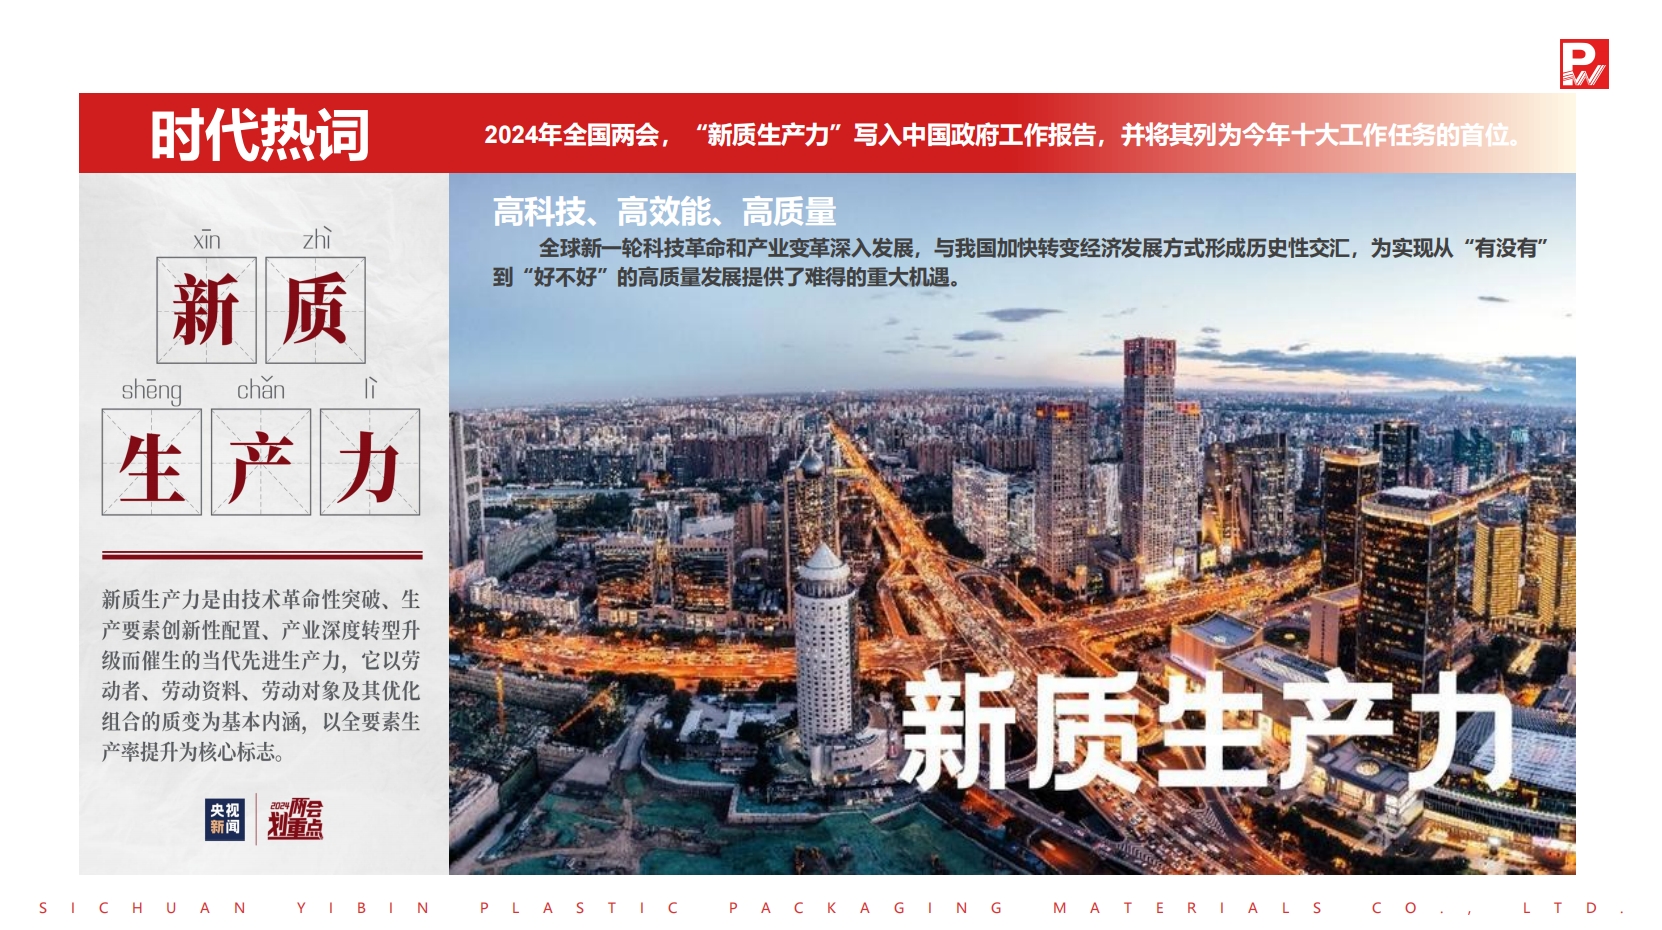 PW
时代热词
2024年全国两会，“新质生产力”写入中国政府工作报告，并将其列为今年十大工作任务的首位。
xīn zhì
新质
shēng chǎn lì
生产力
新质生产力是由技术革命性突破、生
产要素创新性配置、产业深度转型升
级而催生的当代先进生产力，它以劳
动者、劳动资料、劳动对象及其优化
组合的质变为基本内涵，以全要素生
产率提升为核心标志。
央视
新闻
2024两会
划重点
高科技、高效能、高质量
全球新一轮科技革命和产业变革深入发展，与我国加快转变经济发展方式形成历史性交汇，为实现从“有没有”
到“好不好”的高质量发展提供了难得的重大机遇。
新质生产力
SICHUAN YIBIN PLASTIC PACKAGING MATERIALS CO., LTD.